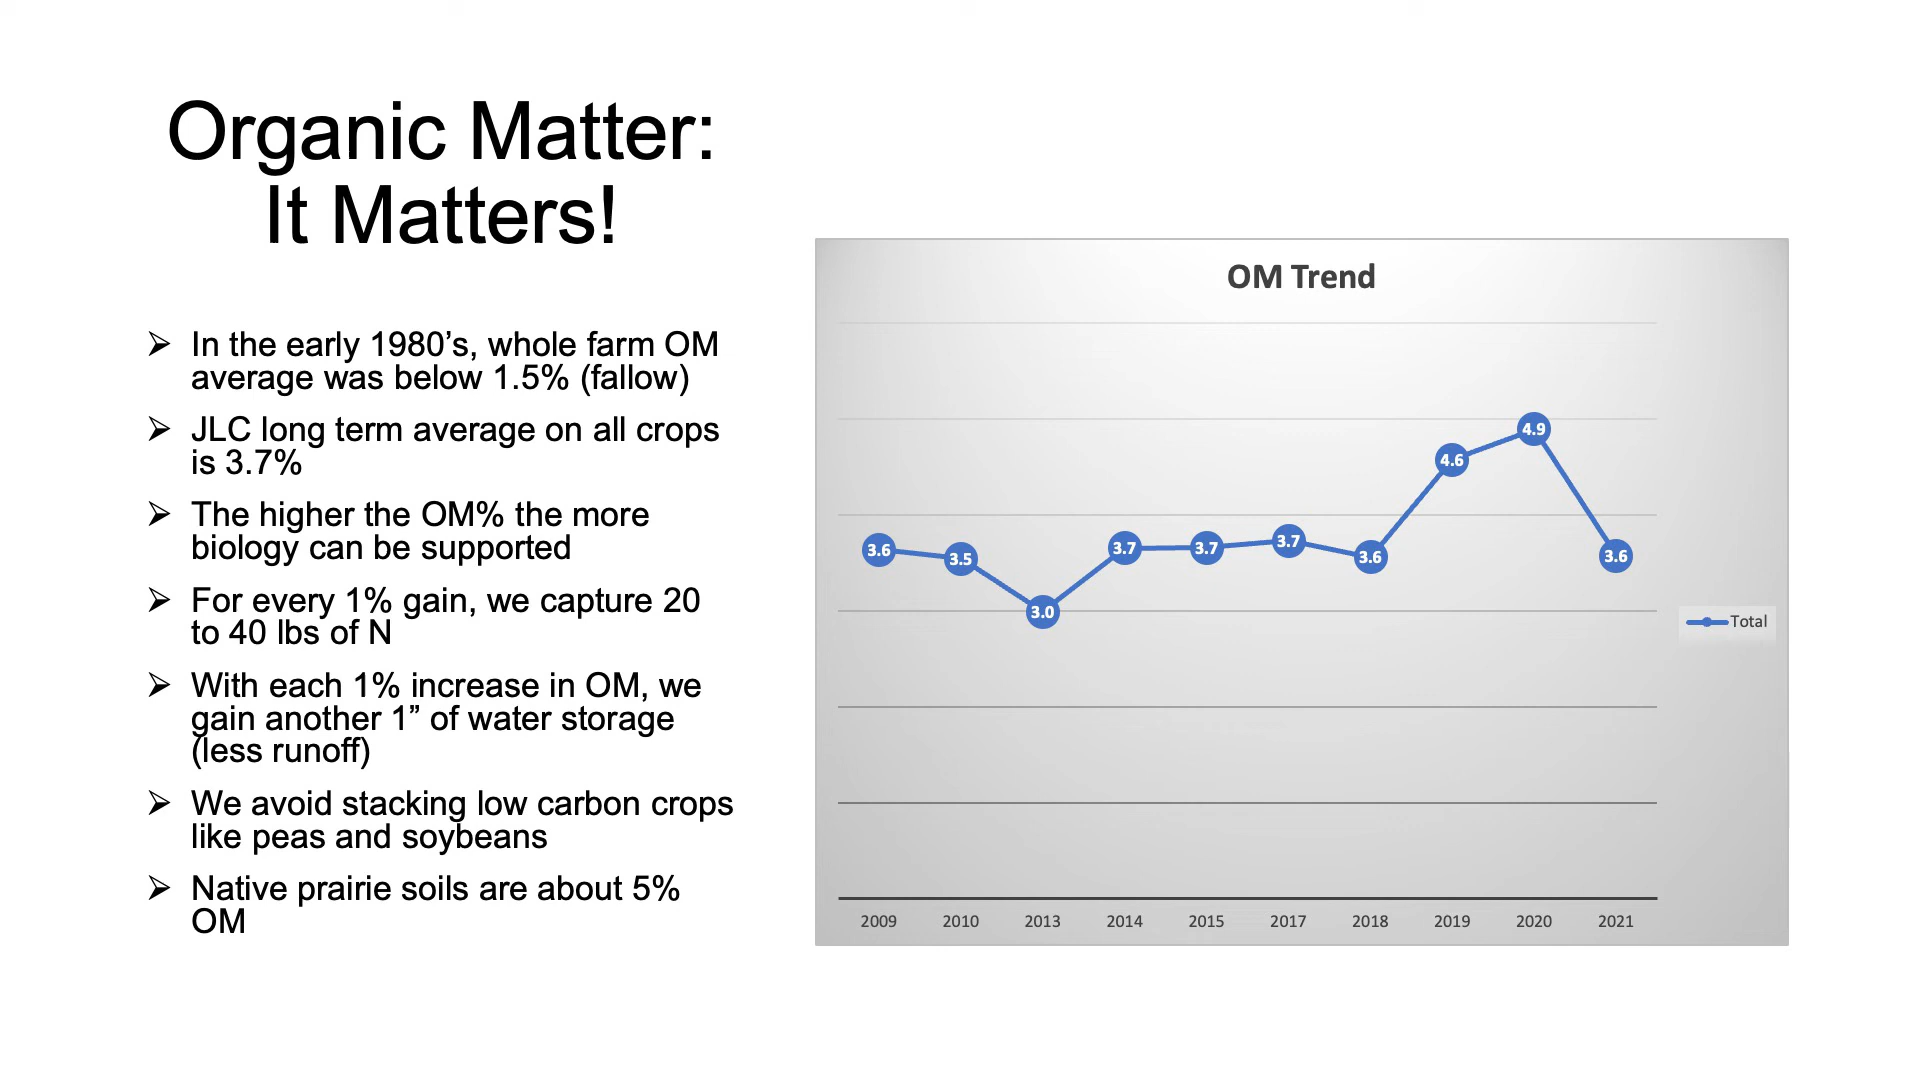 Organic Matter:
It Matters!
In the early 1980’s, whole farm OM
average was below 1.5% (fallow)
JLC long term average on all crops
is 3.7%
The higher the OM% the more
biology can be supported
For every 1% gain, we capture 20
to 40 lbs of N
With each 1% increase in OM, we
gain another 1” of water storage
(less runoff)
We avoid stacking low carbon crops
like peas and soybeans
Native prairie soils are about 5%
OM
OM Trend
3.6 3.5 3.0 3.7 3.7 3.7 3.6 4.6 4.9 3.6
Total
2009 2010 2013 2014 2015 2017 2018 2019 2020 2021